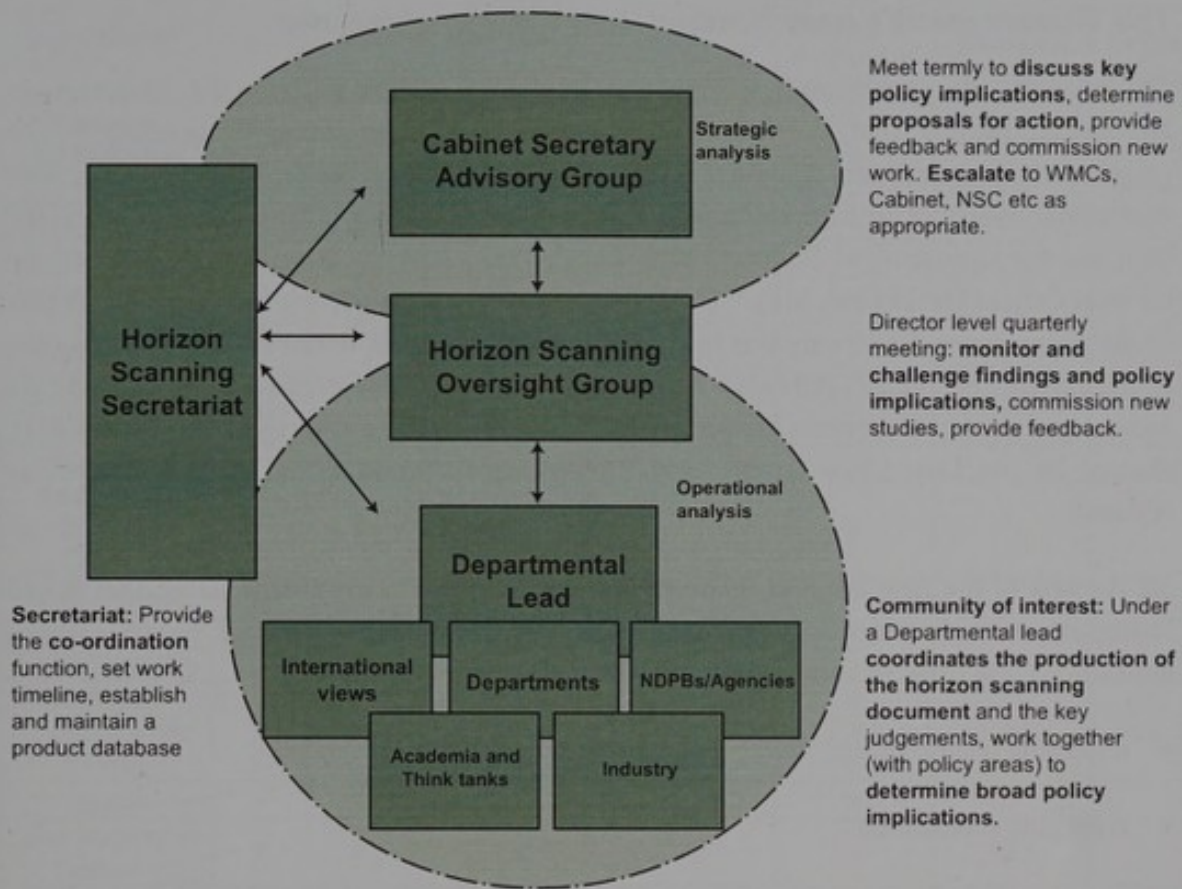 Meet termly to discuss key
policy implications, determine
proposals for action, provide
feedback and commission new
work. Escalate to WMCs,
Cabinet, NSC etc as
appropriate.
Cabinet Secretary
Advisory Group
Strategic
analysis
Horizon
Scanning
Secretariat
Horizon Scanning
Oversight Group
Director level quarterly
meeting: monitor and
challenge findings and policy
implications, commission new
studies, provide feedback.
Operational
analysis
Departmental
Lead
International
views
Departments
NDPBs/Agencies
Academia and
Think tanks
Industry
Secretariat: Provide
the co-ordination
function, set work
timeline, establish
and maintain a
product database
Community of interest: Under
a Departmental lead
coordinates the production of
the horizon scanning
document and the key
judgements, work together
(with policy areas) to
determine broad policy
implications.